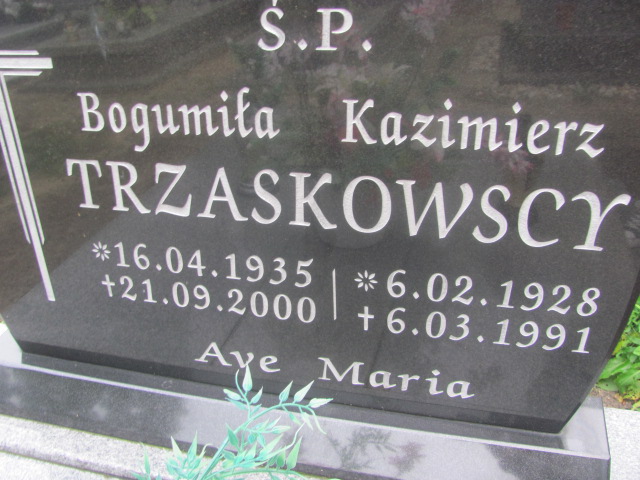 Ś.P.
Bogumiła Kazimierz
TRZASKOWSCY
*16.04.1935 | *6.02.1928
†21.09.2000 | †6.03.1991
Ave Maria